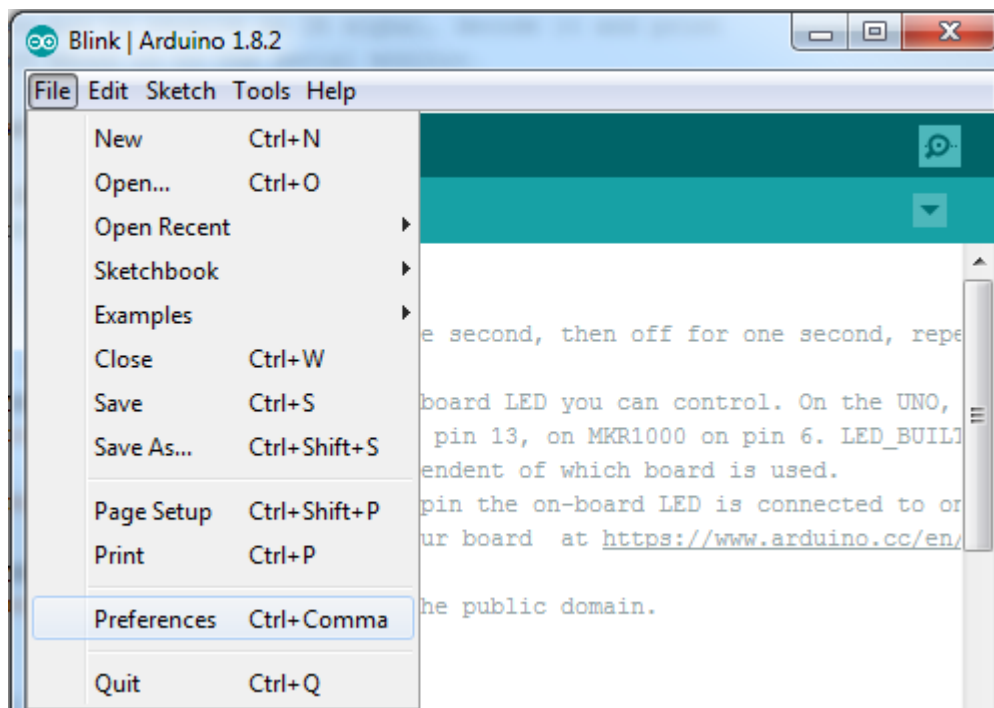 Blink | Arduino 1.8.2
File Edit Sketch Tools Help
New Ctrl+N
Open... Ctrl+O
Open Recent
Sketchbook
Examples
Close Ctrl+W
Save Ctrl+S
Save As... Ctrl+Shift+S
Page Setup Ctrl+Shift+P
Print Ctrl+P
Preferences Ctrl+Comma
Quit Ctrl+Q
e second, then off for one second, repe
board LED you can control. On the UNO,
pin 13, on MKR1000 on pin 6. LED_BUILT
endent of which board is used.
pin the on-board LED is connected to on
ur board at https://www.arduino.cc/en/
he public domain.